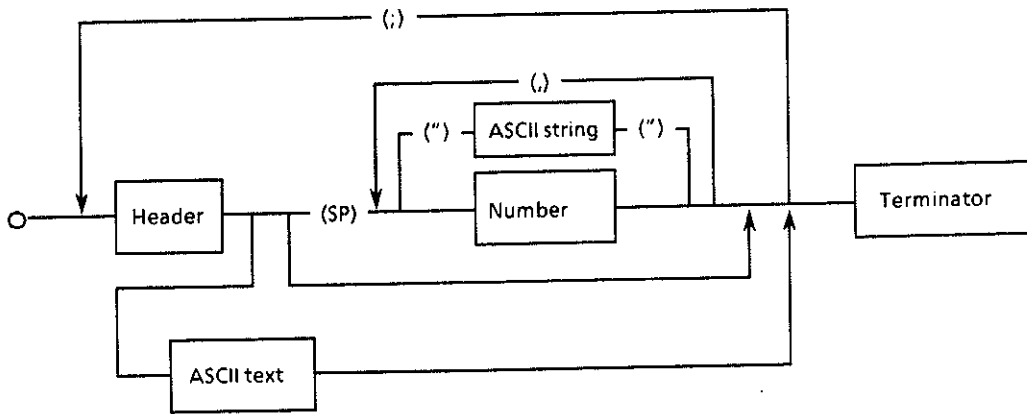 (;)
(,)
(") ASCII string (")
Header
(SP)
Number
Terminator
ASCII text